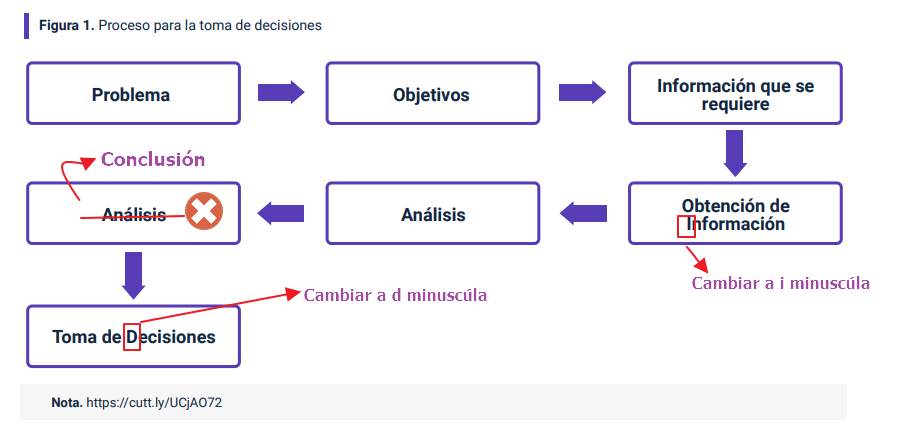 Figura 1. Proceso para la toma de decisiones
Problema
Objetivos
Información que se
requiere
Conclusión
Análisis
Análisis
Obtención de
Información
Cambiar a i minuscúla
Cambiar a d minuscúla
Toma de Decisiones
Nota. https://cutt.ly/UCjAO72